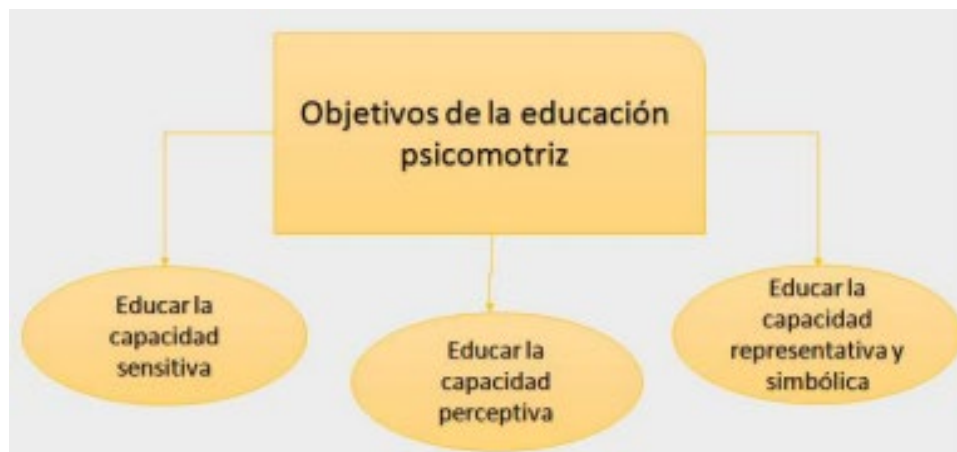 Objetivos de la educación
psicomotriz
Educar la
capacidad
sensitiva
Educar la
capacidad
perceptiva
Educar la
capacidad
representativa y
simbólica